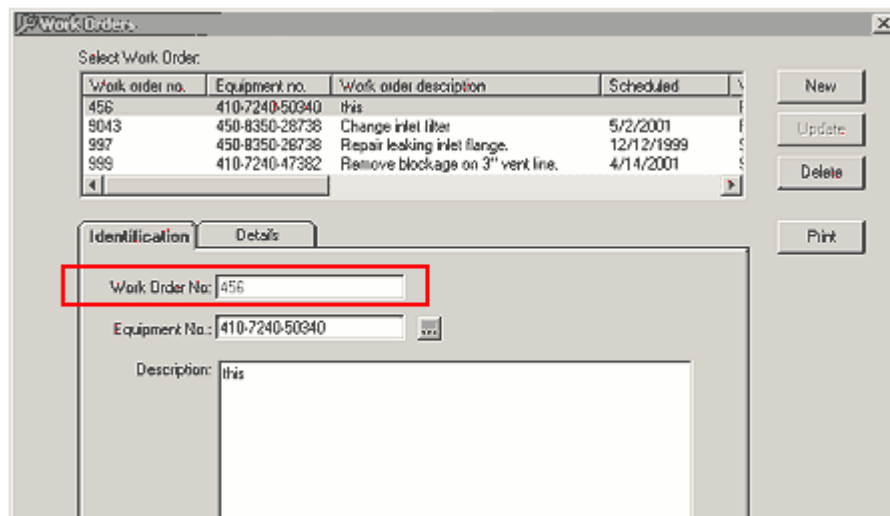 Work Orders
Select Work Order:
Work order no. Equipment no. Work order description Scheduled
456 410-7240-50340 this
9043 450-8350-28738 Change inlet filter 5/2/2001
997 450-8350-28738 Repair leaking inlet flange. 12/12/1999
999 410-7240-47382 Remove blockage on 3" vent line. 4/14/2001
New
Update
Delete
Print
Identification Details
Work Order No: 456
Equipment No.: 410-7240-50340 ...
Description: this